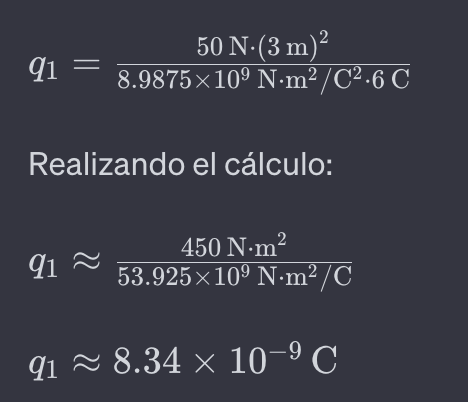 q₁ = 50 N·(3 m)² / 8.9875×10⁹ N·m²/C²·6 C
Realizando el cálculo:
q₁ ≈ 450 N·m² / 53.925×10⁹ N·m²/C
q₁ ≈ 8.34 × 10⁻⁹ C